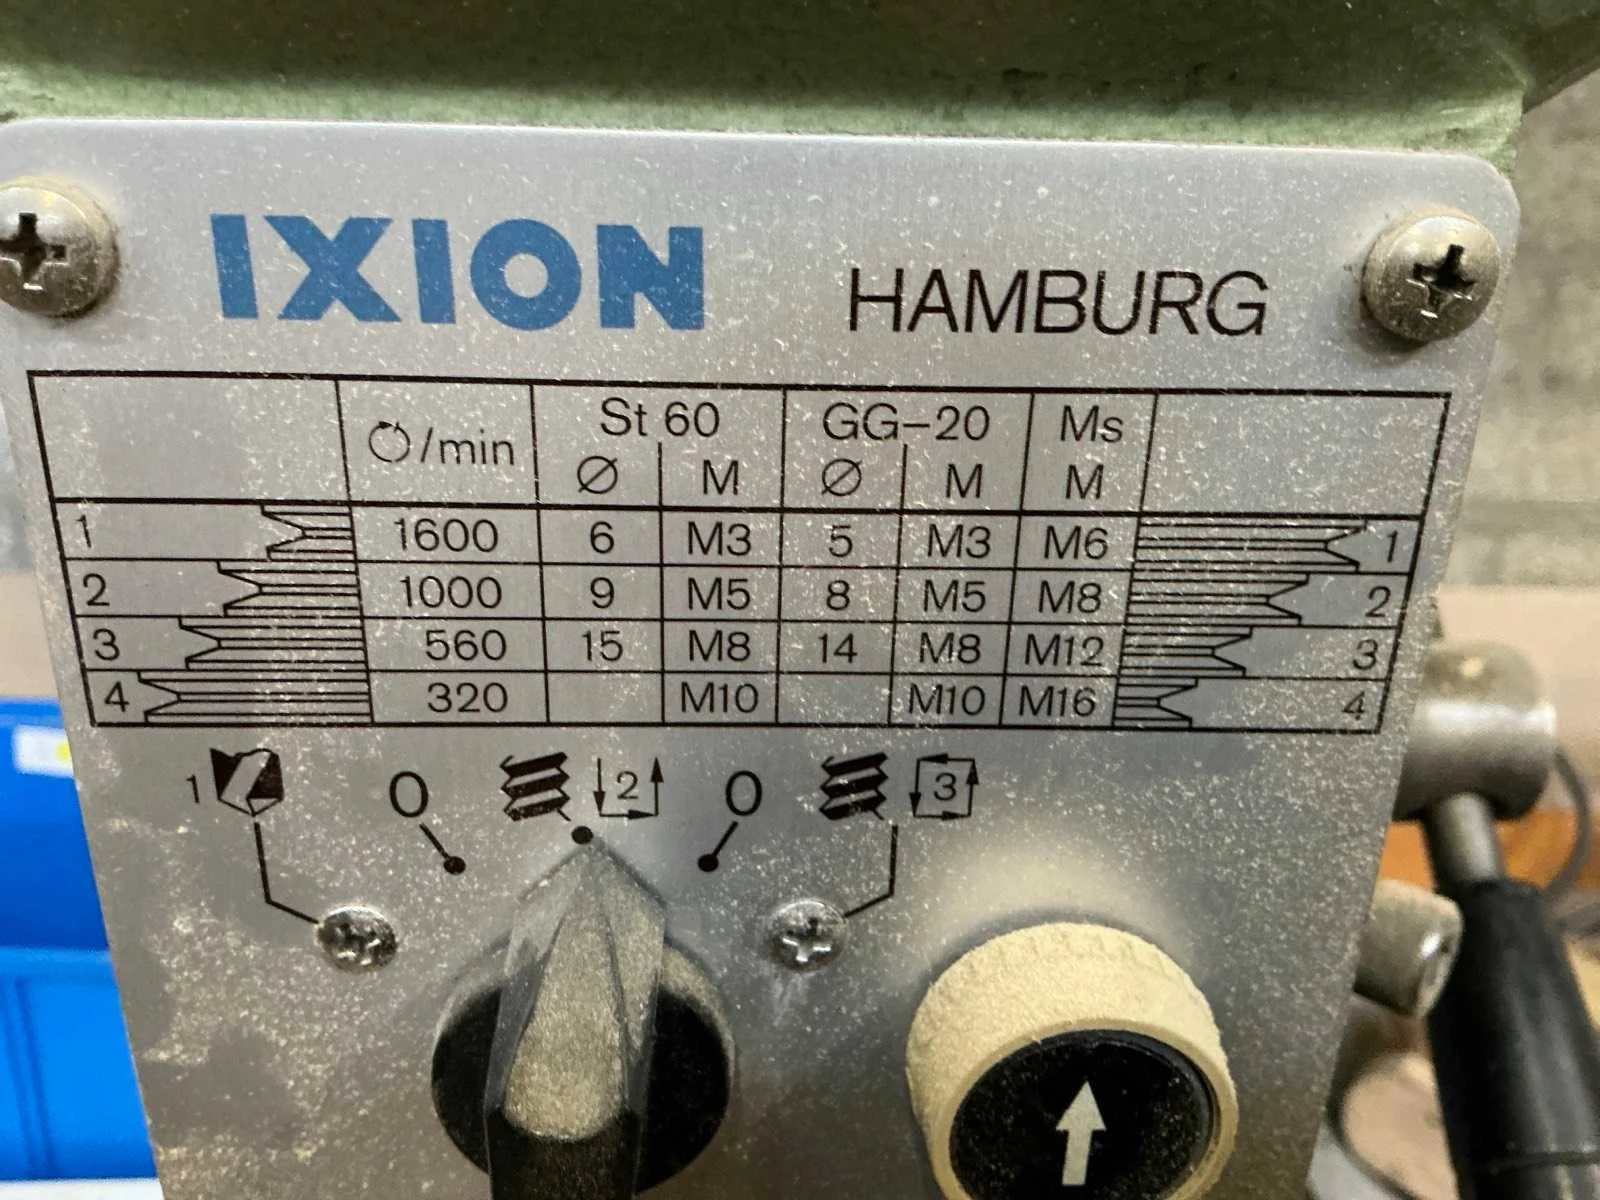 IXION HAMBURG
/min St 60 GG-20 Ms
Ø M Ø M M
1 1600 6 M3 5 M3 M6 1
2 1000 9 M5 8 M5 M8 2
3 560 15 M8 14 M8 M12 3
4 320 M10 M10 M16 4
1 0 2 0 3